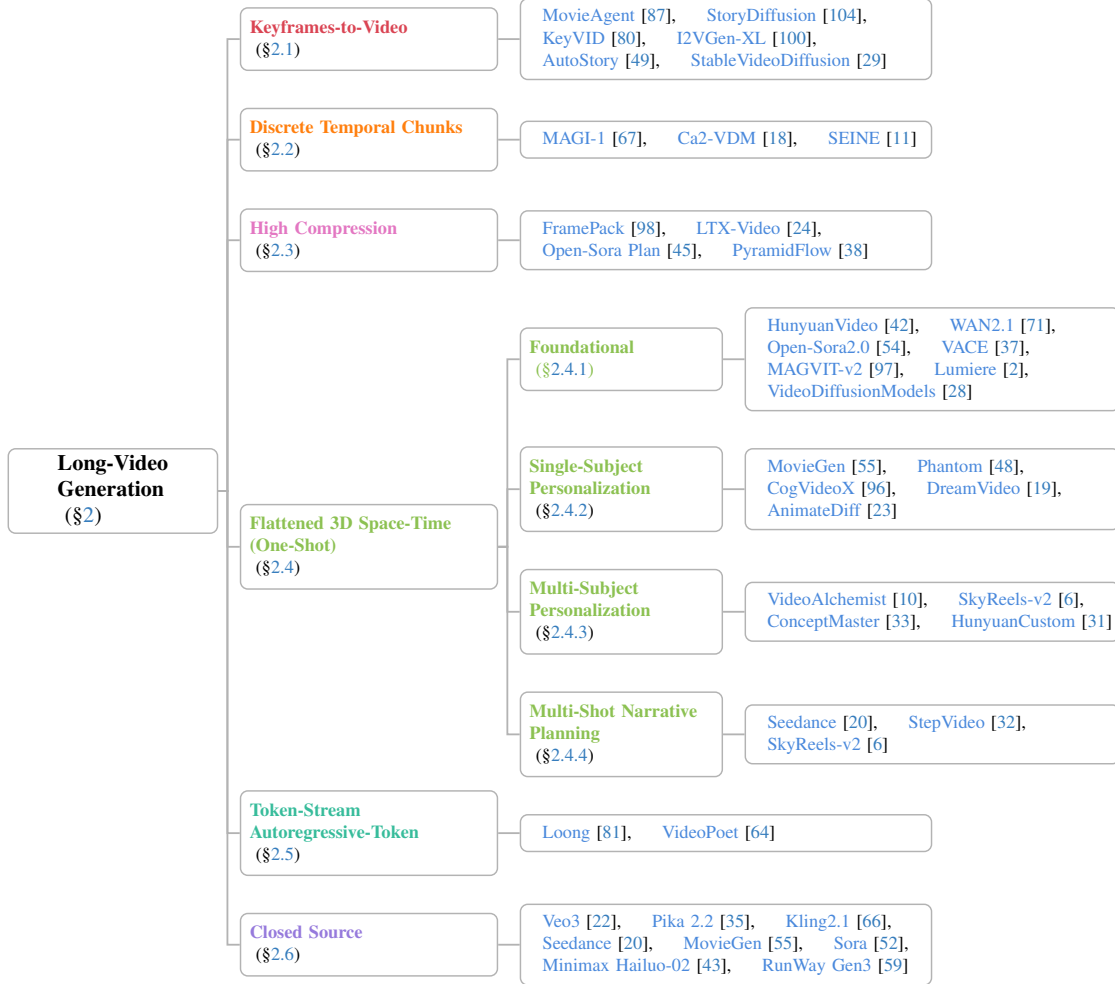 Long-Video
Generation
(§2)
Keyframes-to-Video
(§2.1)
MovieAgent [87], StoryDiffusion [104],
KeyVID [80], I2VGen-XL [100],
AutoStory [49], StableVideoDiffusion [29]
Discrete Temporal Chunks
(§2.2)
MAGI-1 [67], Ca2-VDM [18], SEINE [11]
High Compression
(§2.3)
FramePack [98], LTX-Video [24],
Open-Sora Plan [45], PyramidFlow [38]
Flattened 3D Space-Time
(One-Shot)
(§2.4)
Foundational
(§2.4.1)
HunyuanVideo [42], WAN2.1 [71],
Open-Sora2.0 [54], VACE [37],
MAGVIT-v2 [97], Lumiere [2],
VideoDiffusionModels [28]
Single-Subject
Personalization
(§2.4.2)
MovieGen [55], Phantom [48],
CogVideoX [96], DreamVideo [19],
AnimateDiff [23]
Multi-Subject
Personalization
(§2.4.3)
VideoAlchemist [10], SkyReels-v2 [6],
ConceptMaster [33], HunyuanCustom [31]
Multi-Shot Narrative
Planning
(§2.4.4)
Seedance [20], StepVideo [32],
SkyReels-v2 [6]
Token-Stream
Autoregressive-Token
(§2.5)
Loong [81], VideoPoet [64]
Closed Source
(§2.6)
Veo3 [22], Pika 2.2 [35], Kling2.1 [66],
Seedance [20], MovieGen [55], Sora [52],
Minimax Hailuo-02 [43], RunWay Gen3 [59]